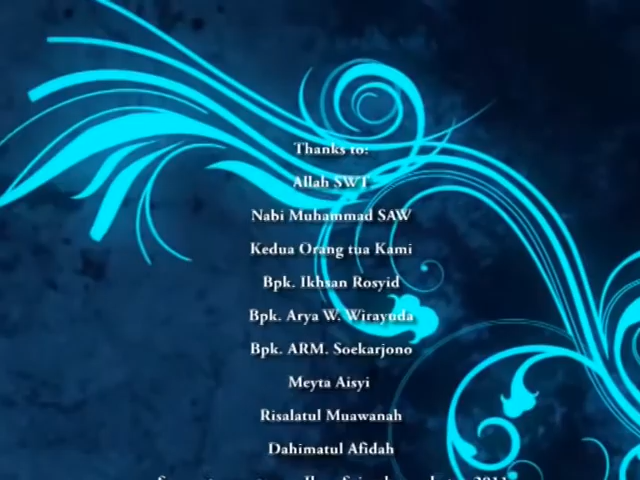 Thanks to:
Allah SWT
Nabi Muhammad SAW
Kedua Orang tua Kami
Bpk. Ikhsan Rosyid
Bpk. Arya W. Wirayuda
Bpk. ARM. Soekarjono
Meyta Aisyi
Risalatul Muawanah
Dahimatul Afidah